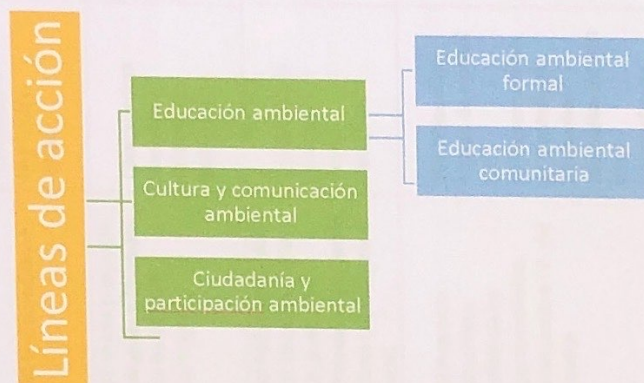 Líneas de acción
Educación ambiental
Cultura y comunicación
ambiental
Ciudadanía y
participación ambiental
Educación ambiental
formal
Educación ambiental
comunitaria